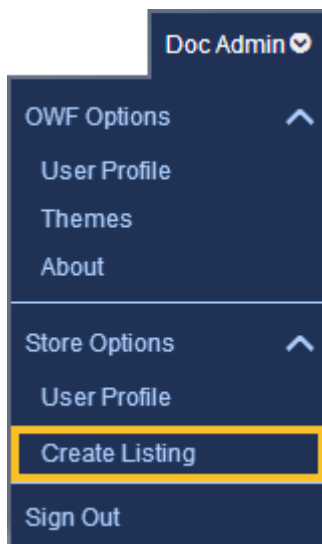 Doc Admin
OWF Options
User Profile
Themes
About
Store Options
User Profile
Create Listing
Sign Out